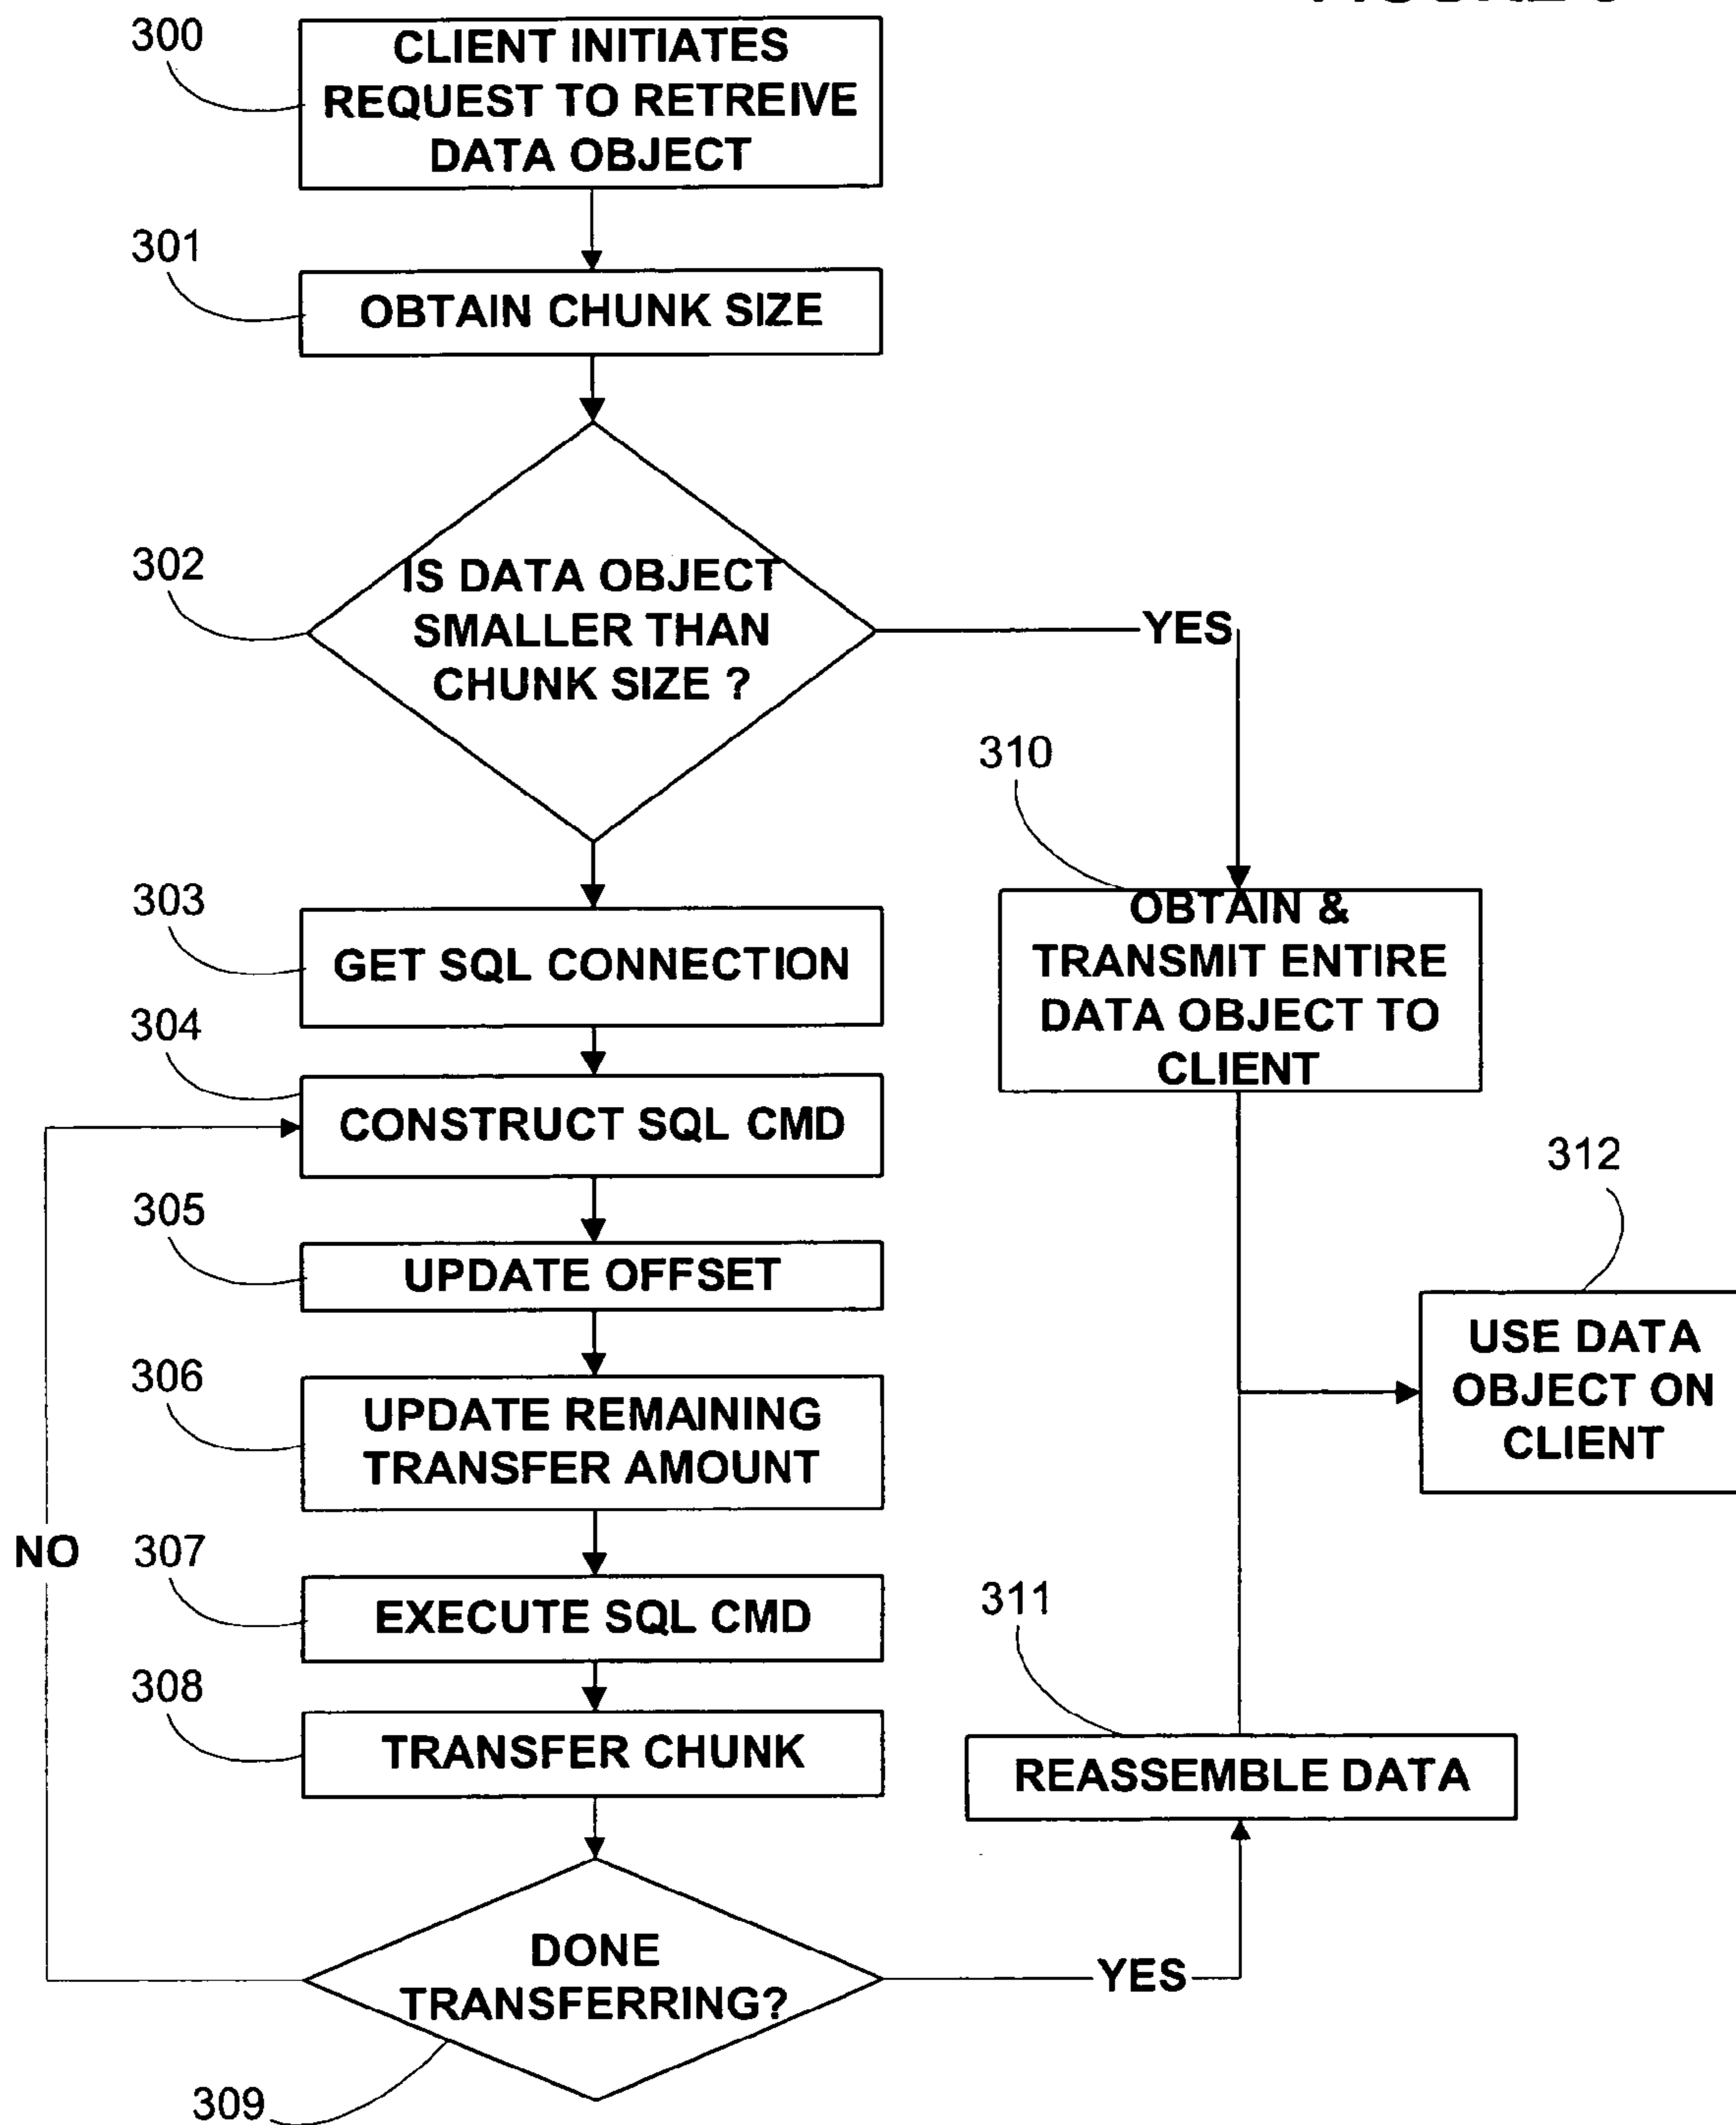 300
CLIENT INITIATES
REQUEST TO RETREIVE
DATA OBJECT
301
OBTAIN CHUNK SIZE
302
IS DATA OBJECT
SMALLER THAN
CHUNK SIZE ?
YES
310
303
GET SQL CONNECTION
OBTAIN &
TRANSMIT ENTIRE
DATA OBJECT TO
CLIENT
304
CONSTRUCT SQL CMD
312
305
UPDATE OFFSET
USE DATA
OBJECT ON
CLIENT
306
UPDATE REMAINING
TRANSFER AMOUNT
NO
307
EXECUTE SQL CMD
311
308
TRANSFER CHUNK
REASSEMBLE DATA
DONE
TRANSFERRING?
YES
309